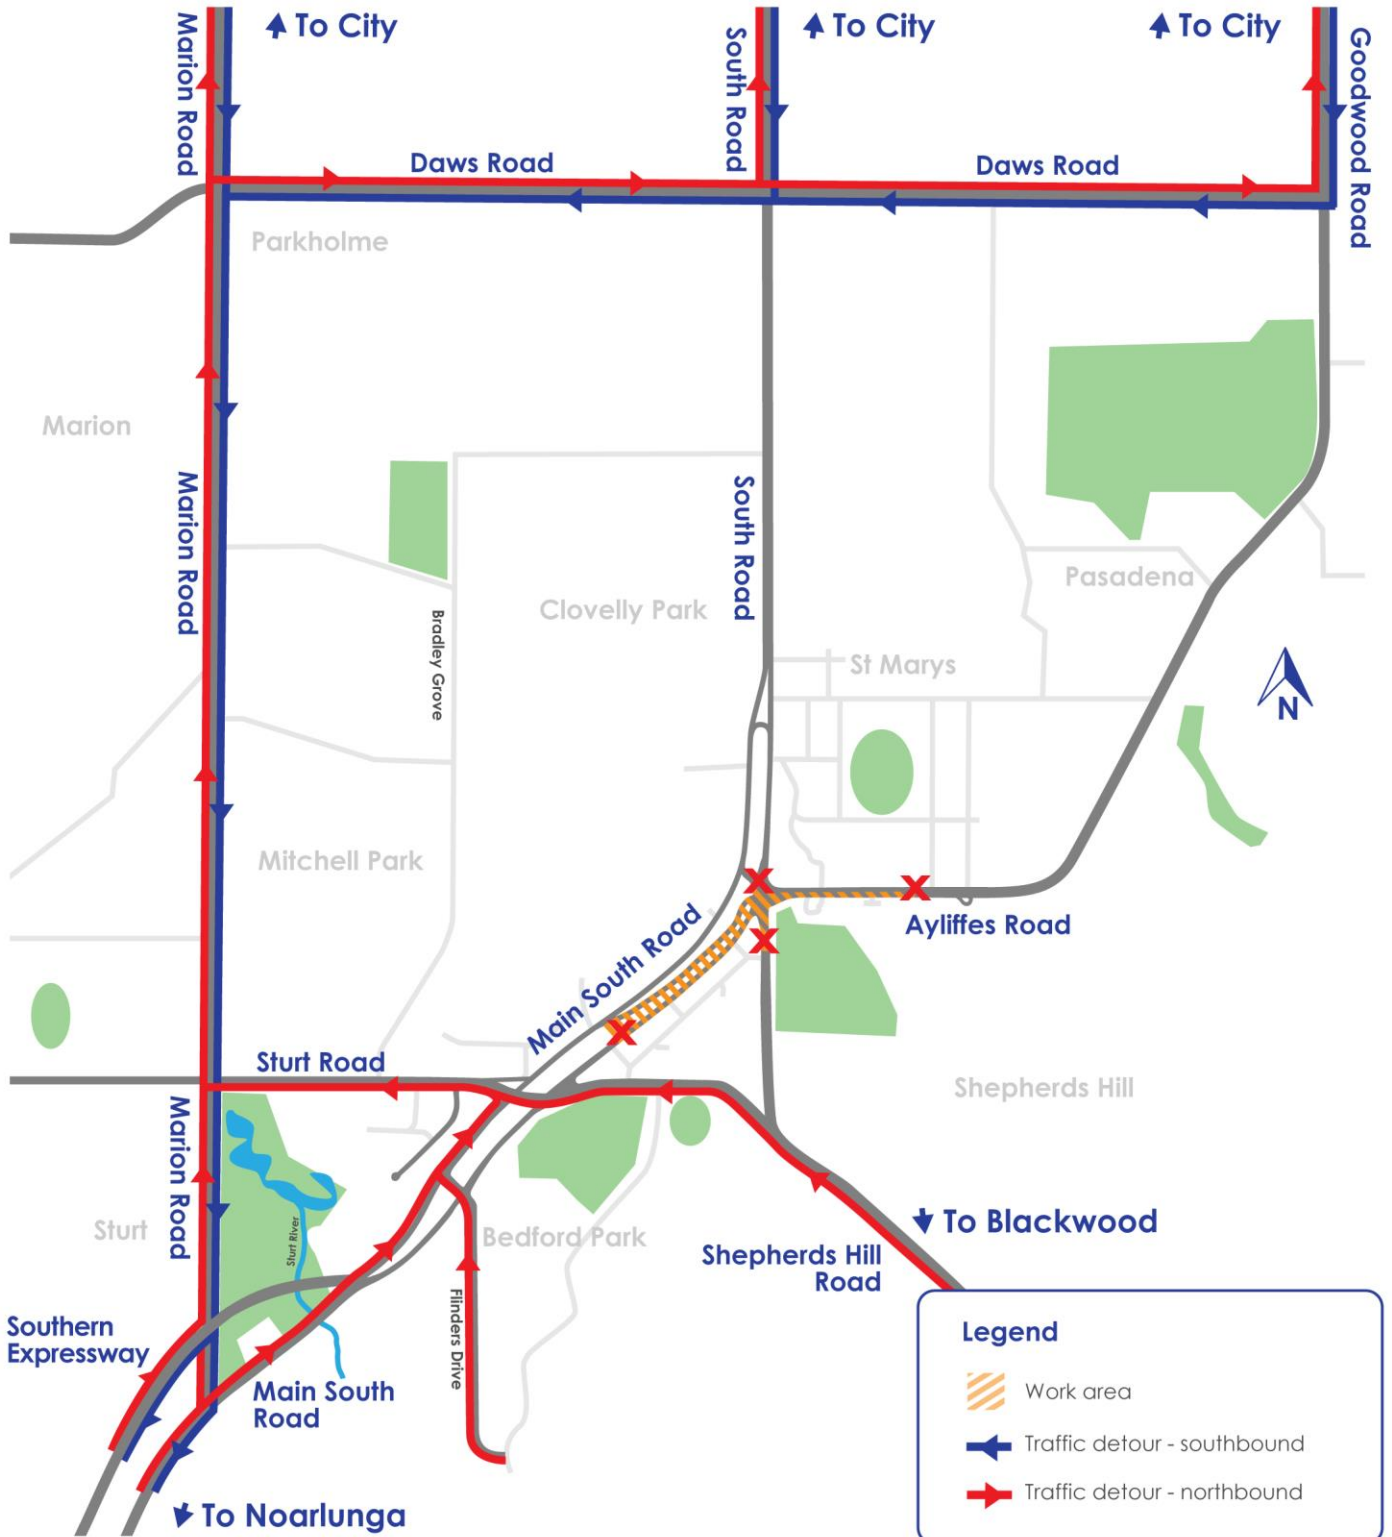 To City
To City
To City
Marion Road
South Road
Goodwood Road
Daws Road
Daws Road
Parkholme
Marion
Marion Road
South Road
Pasadena
Clovelly Park
Bradley Grove
St Marys
N
Mitchell Park
Main South Road
Ayliffes Road
Sturt Road
Shepherds Hill
Marion Road
Sturt
Sturt River
Bedford Park
To Blackwood
Shepherds Hill
Road
Flinders Drive
Southern
Expressway
Main South
Road
To Noarlunga
Legend
Work area
Traffic detour - southbound
Traffic detour - northbound